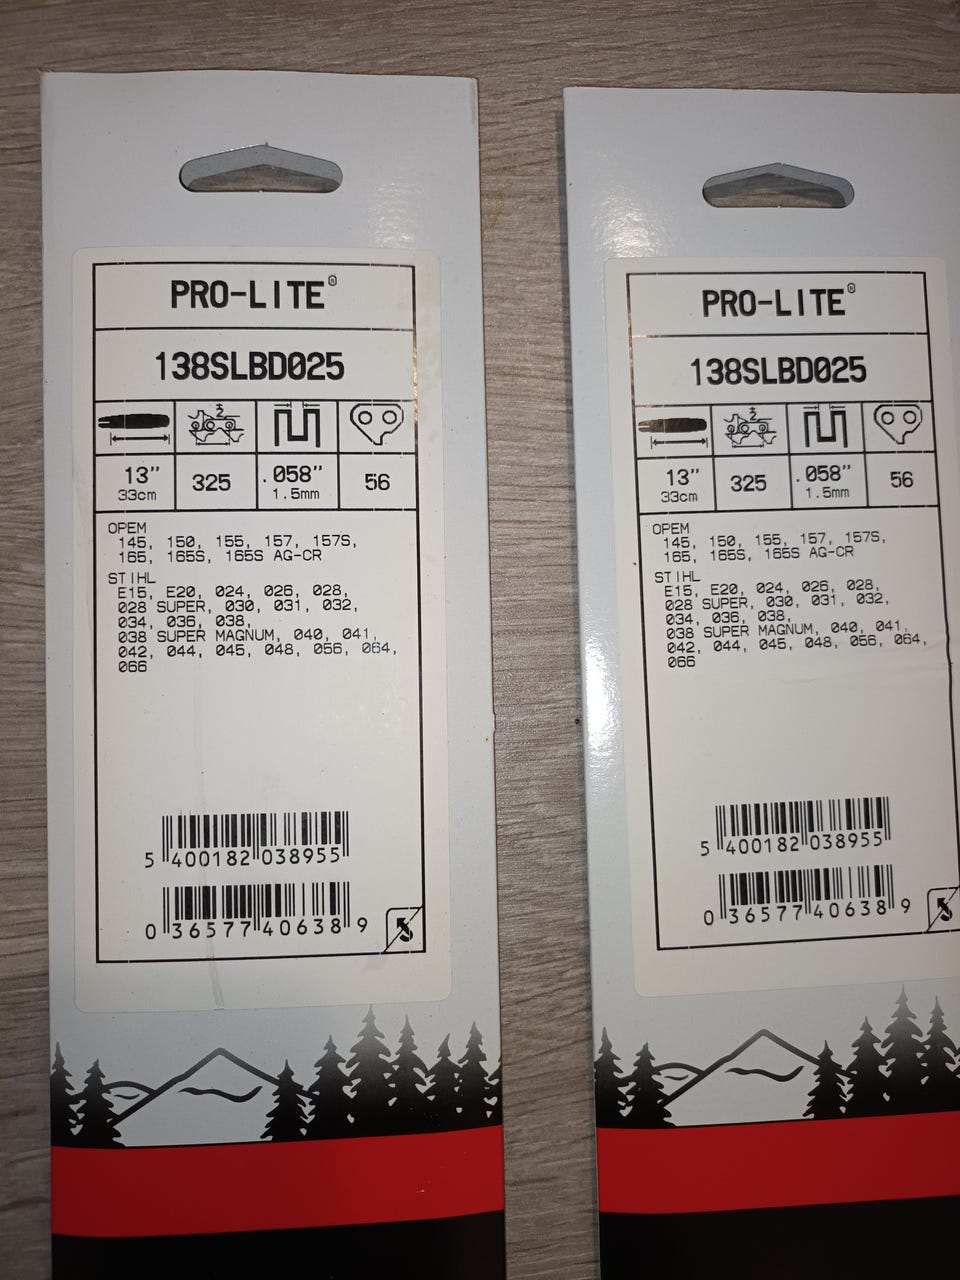 PRO-LITE®
138SLBD025
13" 325 .058" 56
33cm 1.5mm
OPEM
145, 150, 155, 157, 157S,
165, 165S, 165S AG-CR
STIHL
E15, E20, 024, 026, 028,
028 SUPER, 030, 031, 032,
034, 036, 038,
038 SUPER MAGNUM, 040, 041,
042, 044, 045, 048, 056, 064,
066
5 400182 038955
0 36577 40638 9
PRO-LITE®
138SLBD025
13" 325 .058" 56
33cm 1.5mm
OPEM
145, 150, 155, 157, 157S,
165, 165S, 165S AG-CR
STIHL
E15, E20, 024, 026, 028,
028 SUPER, 030, 031, 032,
034, 036, 038,
038 SUPER MAGNUM, 040, 041,
042, 044, 045, 048, 056, 064,
066
5 400182 038955
0 36577 40638 9